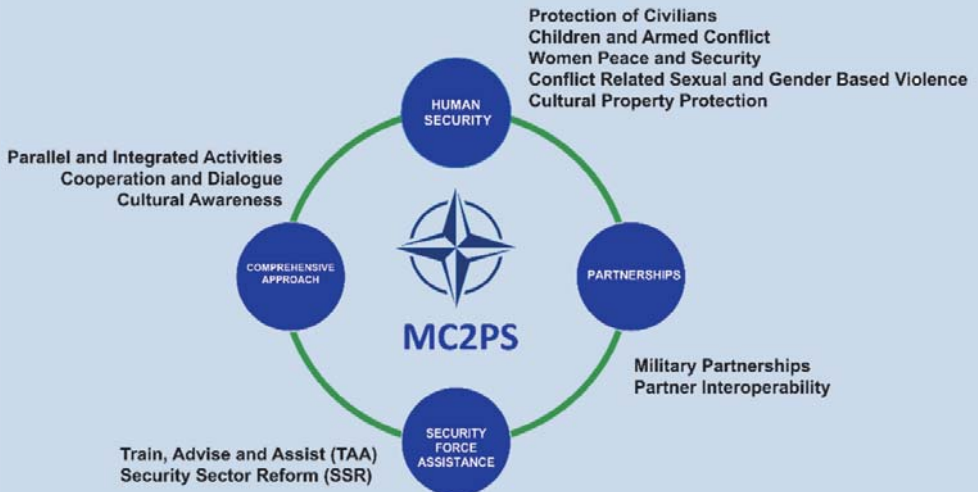 Protection of Civilians
Children and Armed Conflict
Women Peace and Security
Conflict Related Sexual and Gender Based Violence
Cultural Property Protection
HUMAN
SECURITY
Parallel and Integrated Activities
Cooperation and Dialogue
Cultural Awareness
COMPREHENSIVE
APPROACH
PARTNERSHIPS
MC2PS
Military Partnerships
Partner Interoperability
SECURITY
FORCE
ASSISTANCE
Train, Advise and Assist (TAA)
Security Sector Reform (SSR)